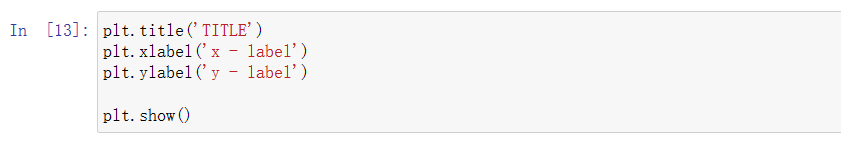 In [13]: plt.title('TITLE')
plt.xlabel('x - label')
plt.ylabel('y - label')
plt.show()